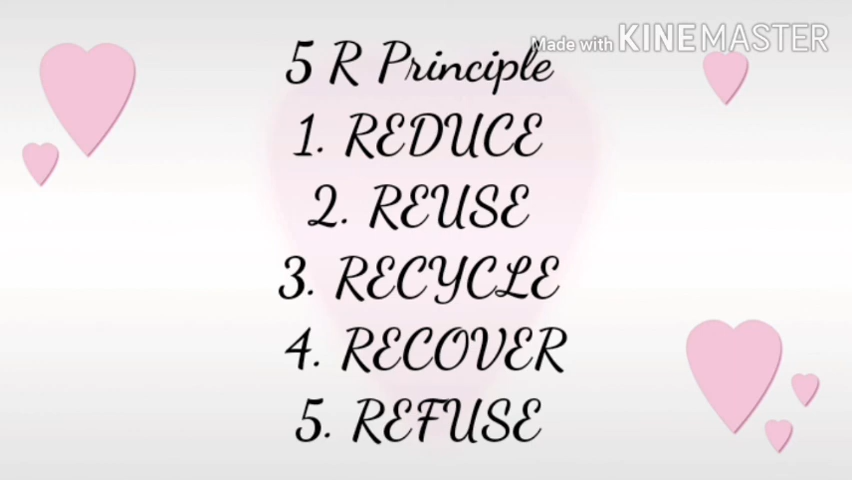 Made with KINEMASTER
5 R Principle
1. REDUCE
2. REUSE
3. RECYCLE
4. RECOVER
5. REFUSE